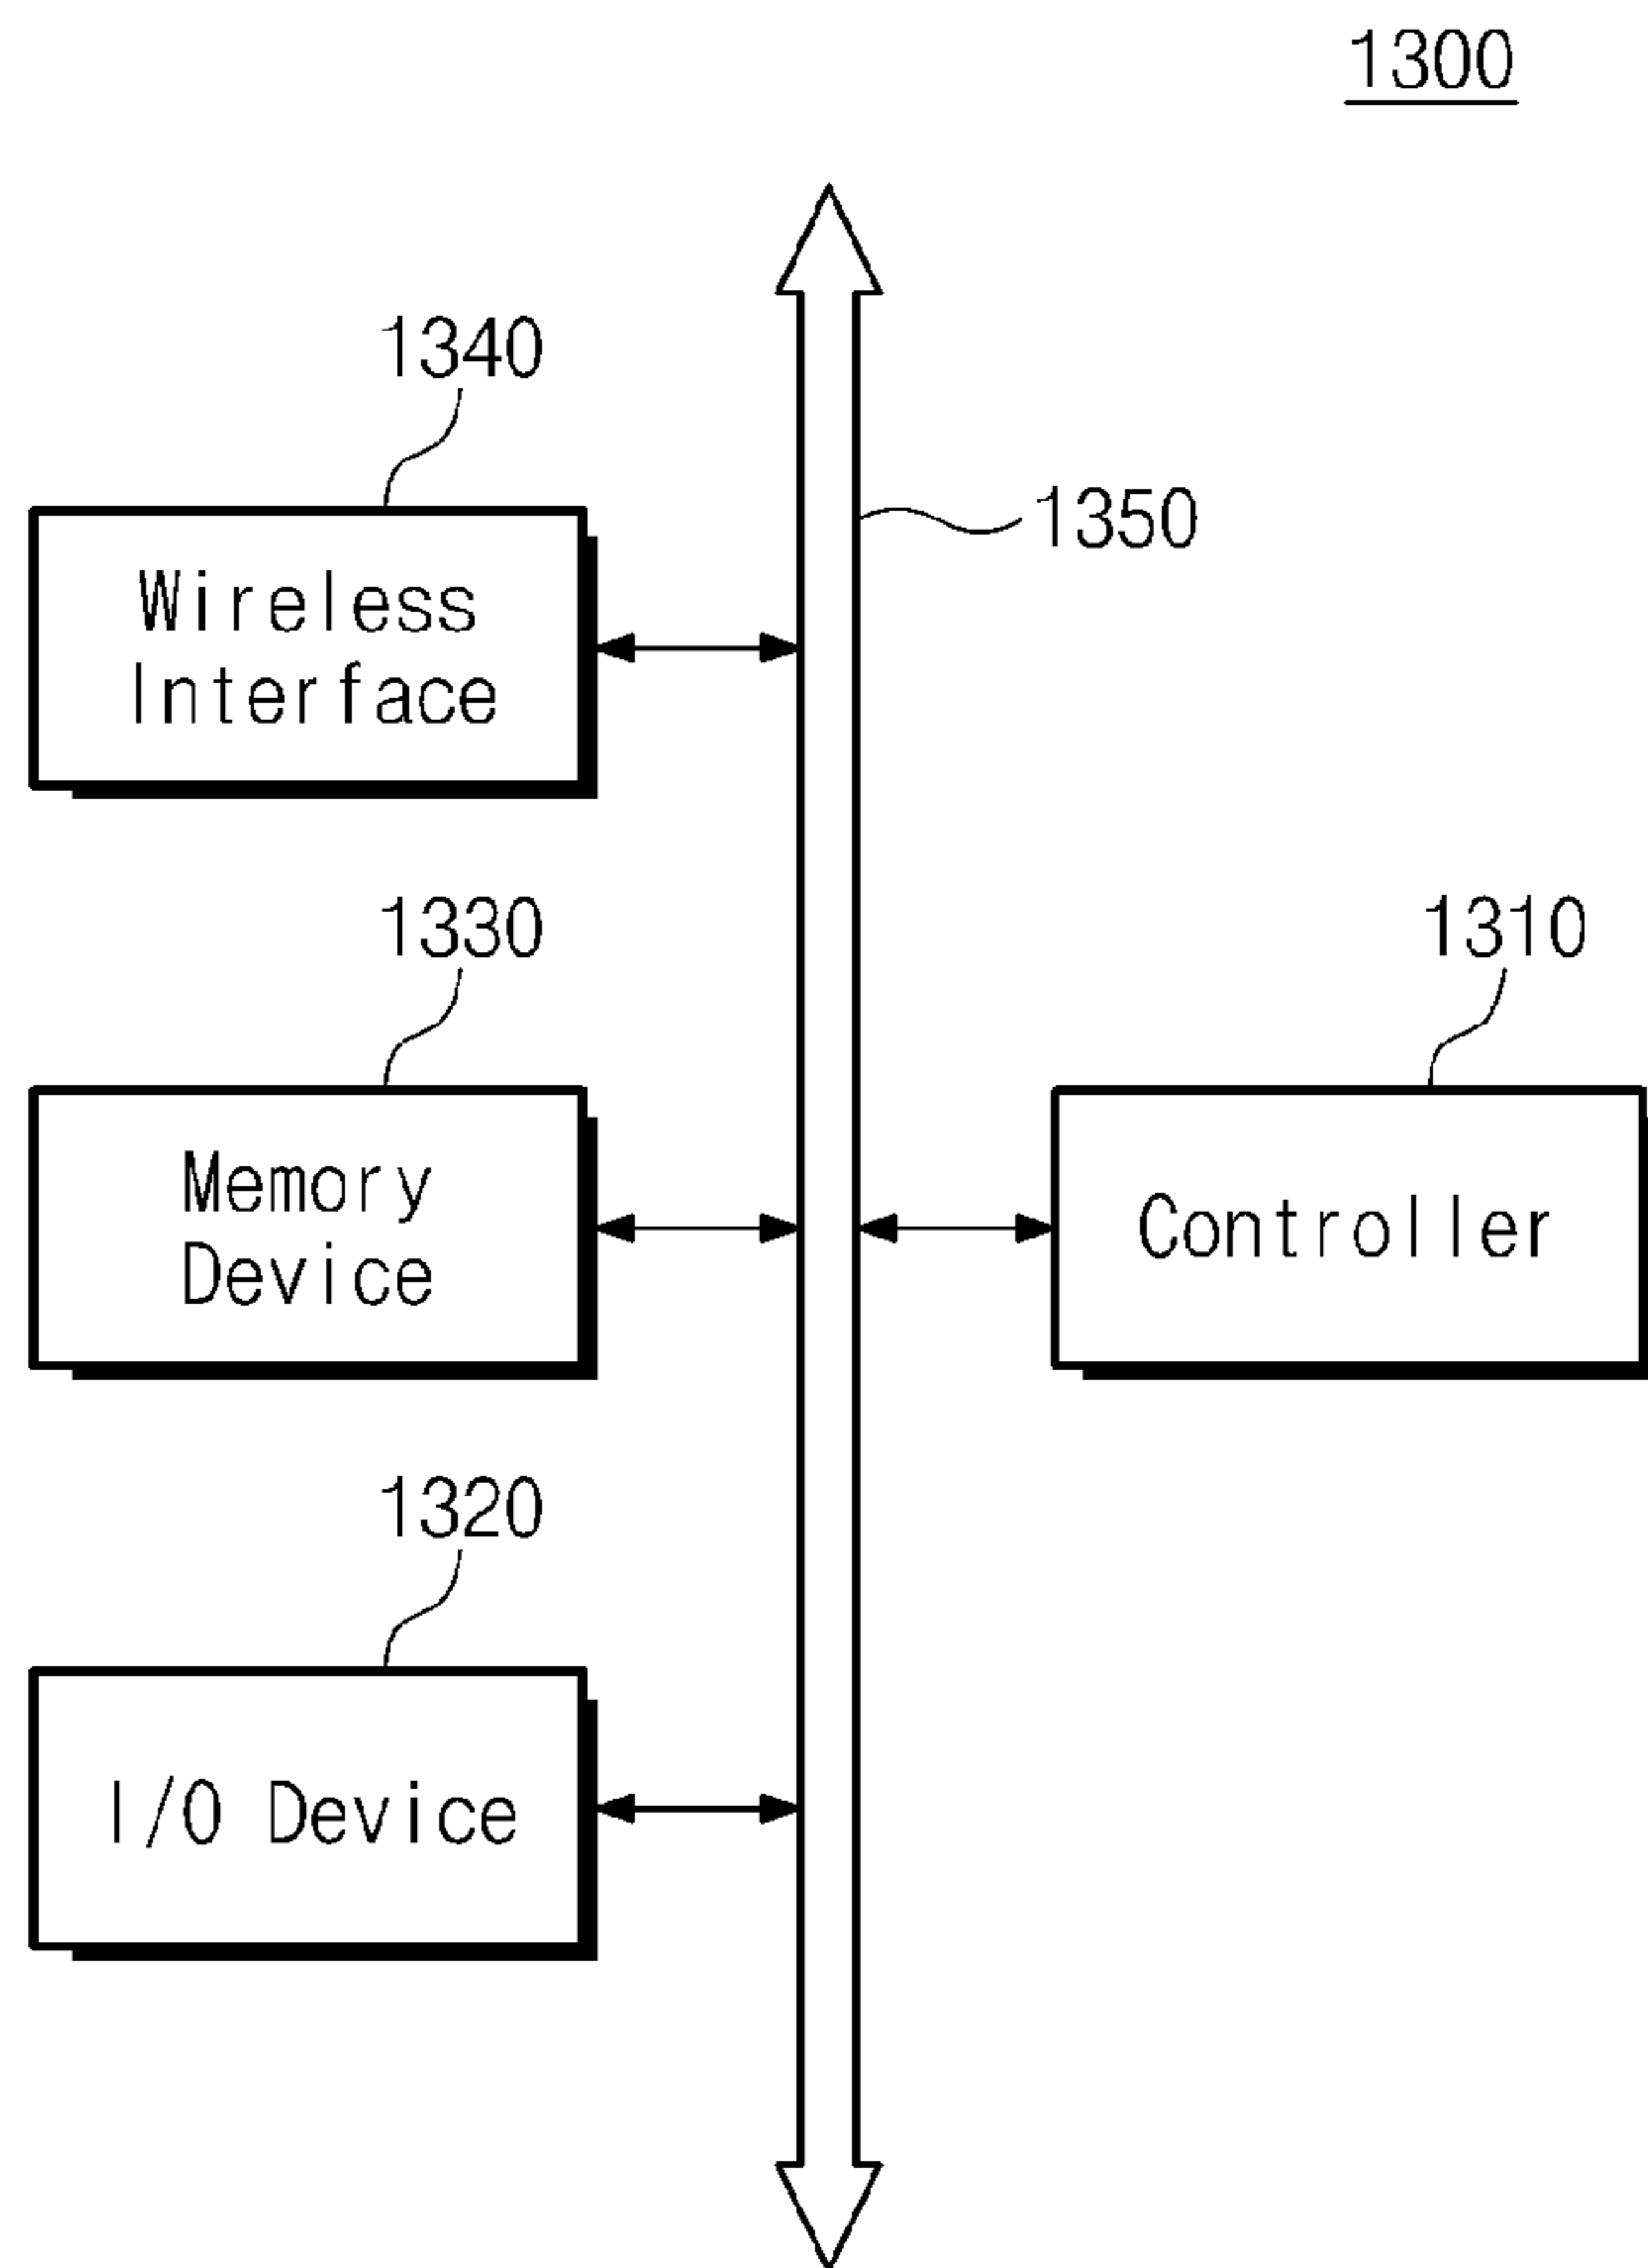 1300
1340
1350
Wireless
Interface
1330
1310
Memory
Device
Controller
1320
I/O Device